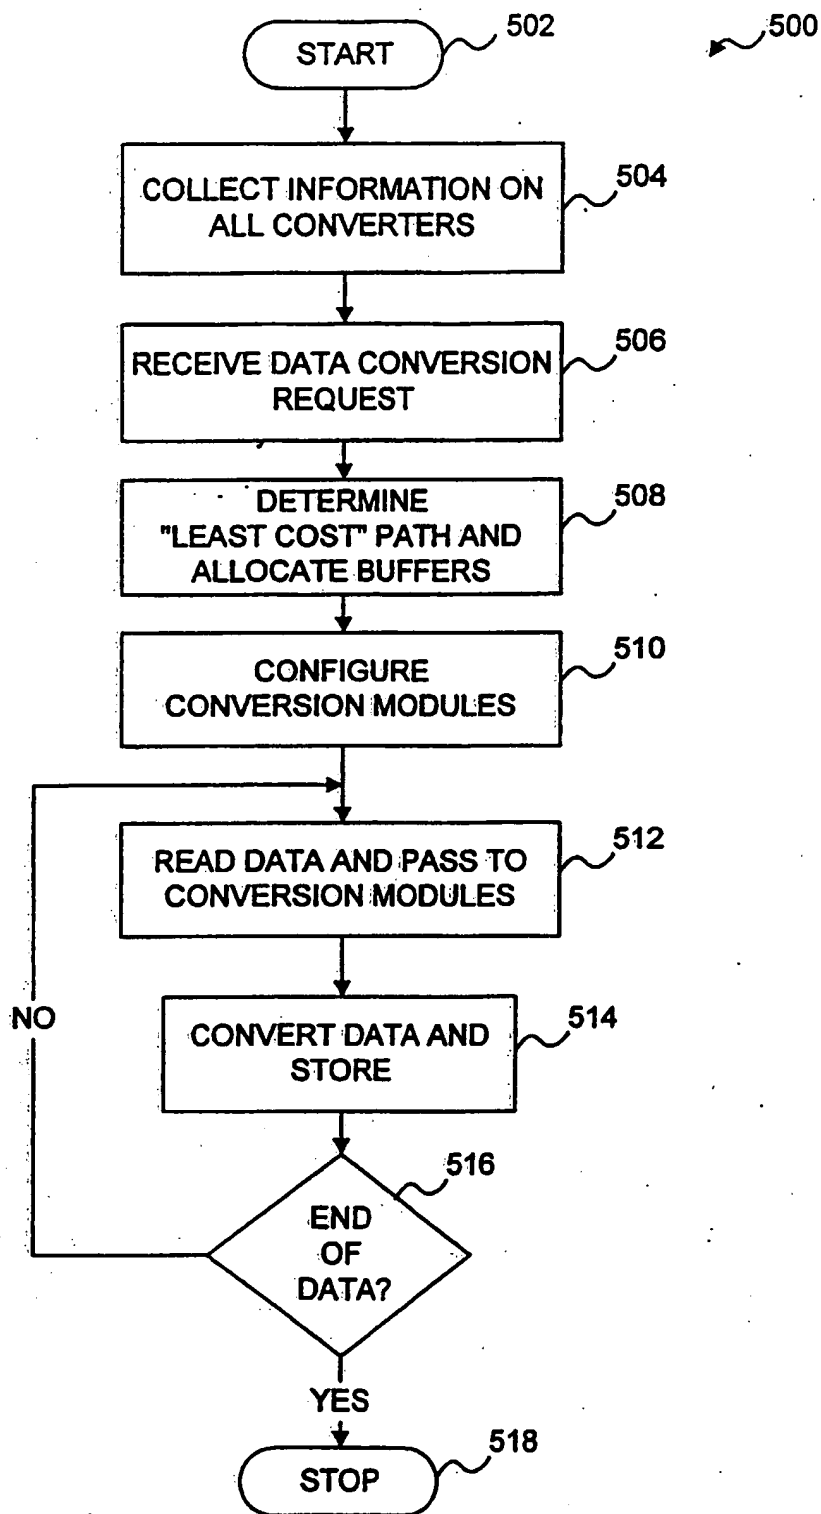 START
502
500
COLLECT INFORMATION ON
ALL CONVERTERS
504
RECEIVE DATA CONVERSION
REQUEST
506
DETERMINE
"LEAST COST" PATH AND
ALLOCATE BUFFERS
508
CONFIGURE
CONVERSION MODULES
510
READ DATA AND PASS TO
CONVERSION MODULES
512
CONVERT DATA AND
STORE
514
NO
END
OF
DATA?
516
YES
STOP
518